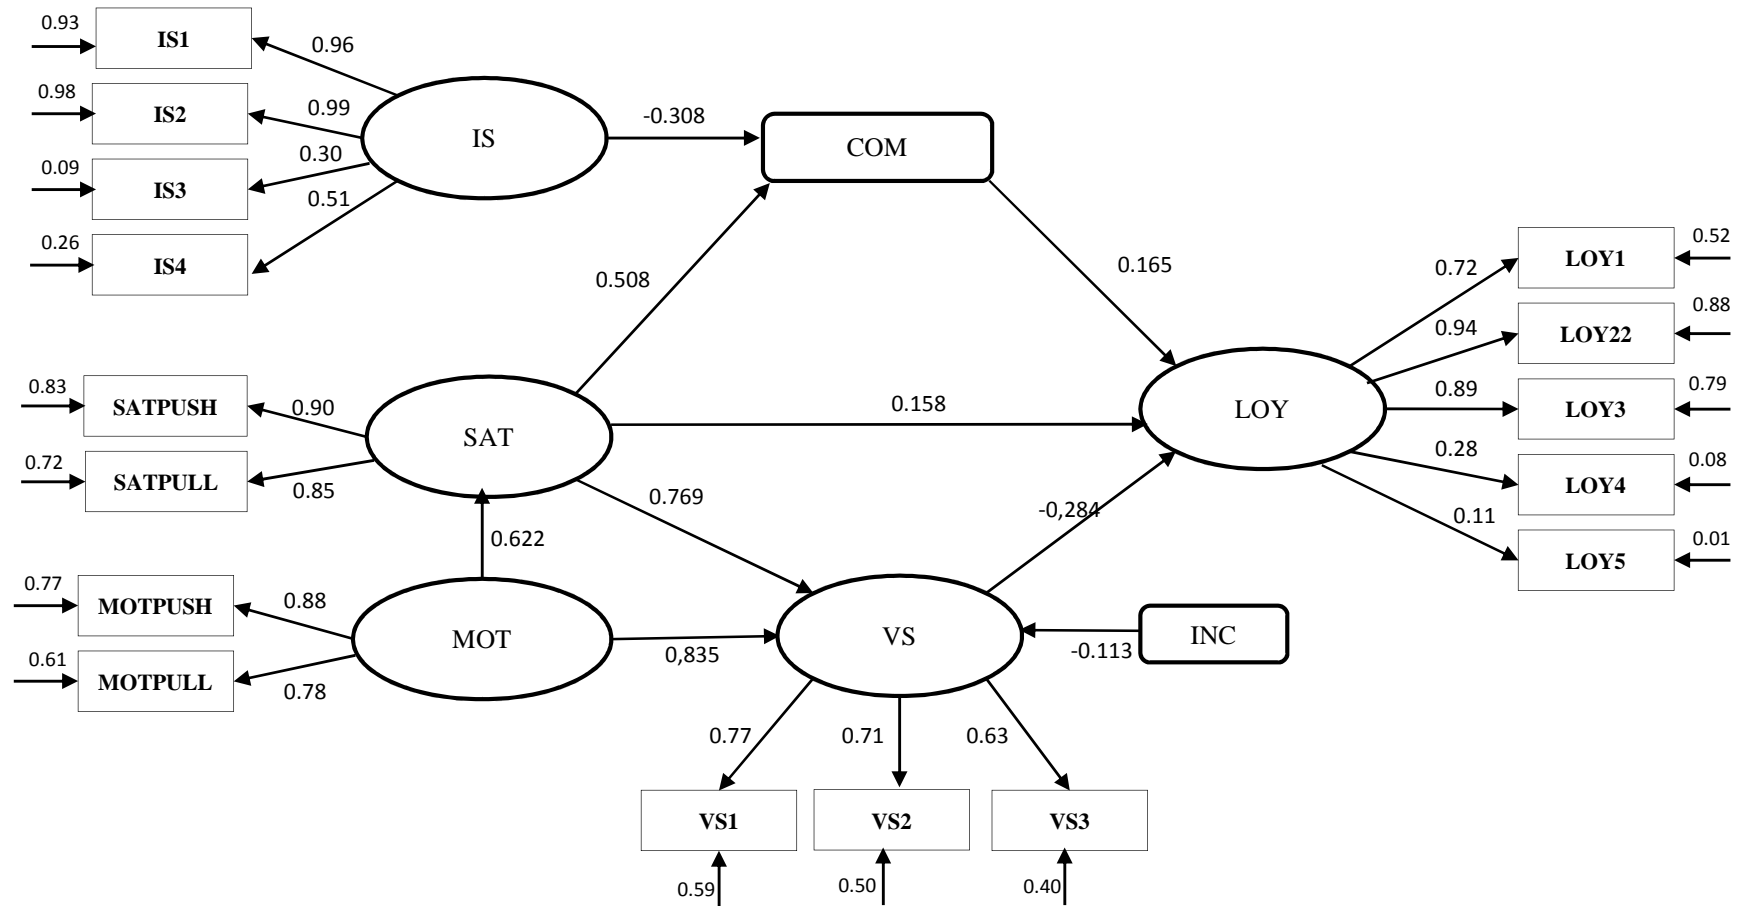 0.93
IS1
0.96
0.98
IS2
0.99
IS
-0.308
COM
0.09
IS3
0.30
0.51
0.26
IS4
0.508
0.165
0.72
LOY1
0.52
0.94
LOY22
0.88
0.83
SATPUSH
0.90
SAT
0.158
LOY
0.89
LOY3
0.79
0.72
SATPULL
0.85
0.769
-0,284
0.28
LOY4
0.08
0.622
0.11
LOY5
0.01
0.77
MOTPUSH
0.88
MOT
0,835
VS
-0.113
INC
0.61
MOTPULL
0.78
0.77
0.71
0.63
VS1
VS2
VS3
0.59
0.50
0.40